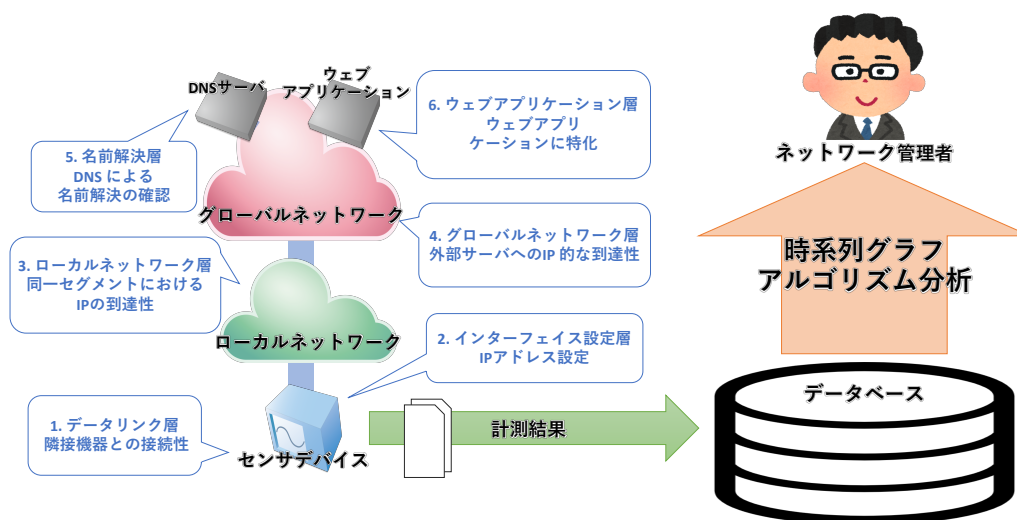 DNSサーバ
ウェブ
アプリケーション
6. ウェブアプリケーション層
ウェブアプリ
ケーションに特化
5. 名前解決層
DNS による
名前解決の確認
グローバルネットワーク
4. グローバルネットワーク層
外部サーバへのIP 的な到達性
3. ローカルネットワーク層
同一セグメントにおける
IPの到達性
ローカルネットワーク
2. インターフェイス設定層
IPアドレス設定
1. データリンク層
隣接機器との接続性
センサデバイス
計測結果
データベース
時系列グラフ
アルゴリズム分析
ネットワーク管理者